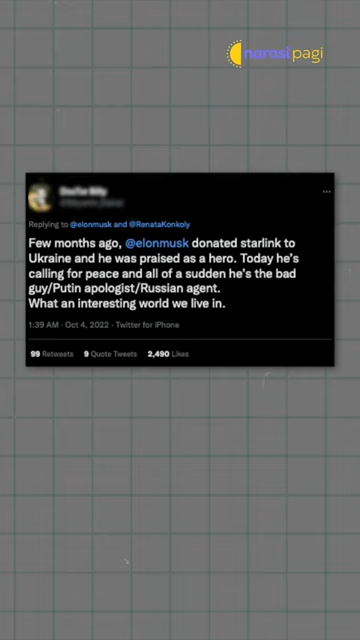 narasi pagi
Replying to @elonmusk and @RenataKonkoly
Few months ago, @elonmusk donated starlink to
Ukraine and he was praised as a hero. Today he's
calling for peace and all of a sudden he's the bad
guy/Putin apologist/Russian agent.
What an interesting world we live in.
1:39 AM · Oct 4, 2022 · Twitter for iPhone
99 Retweets 9 Quote Tweets 2,490 Likes